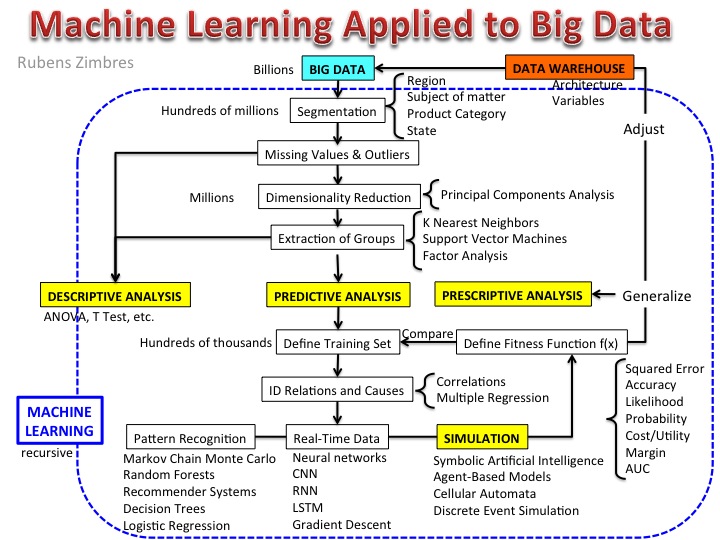 Machine Learning Applied to Big Data
Rubens Zimbres
Billions
BIG DATA
DATA WAREHOUSE
Architecture
Variables
Region
Subject of matter
Product Category
State
Hundreds of millions
Segmentation
Adjust
Missing Values & Outliers
Millions
Dimensionality Reduction
Principal Components Analysis
Extraction of Groups
K Nearest Neighbors
Support Vector Machines
Factor Analysis
DESCRIPTIVE ANALYSIS
ANOVA, T Test, etc.
PREDICTIVE ANALYSIS
PRESCRIPTIVE ANALYSIS
Generalize
Hundreds of thousands
Define Training Set
Compare
Define Fitness Function f(x)
Squared Error
Accuracy
Likelihood
Probability
Cost/Utility
Margin
AUC
ID Relations and Causes
Correlations
Multiple Regression
MACHINE
LEARNING
recursive
Pattern Recognition
Markov Chain Monte Carlo
Random Forests
Recommender Systems
Decision Trees
Logistic Regression
Real-Time Data
Neural networks
CNN
RNN
LSTM
Gradient Descent
SIMULATION
Symbolic Artificial Intelligence
Agent-Based Models
Cellular Automata
Discrete Event Simulation